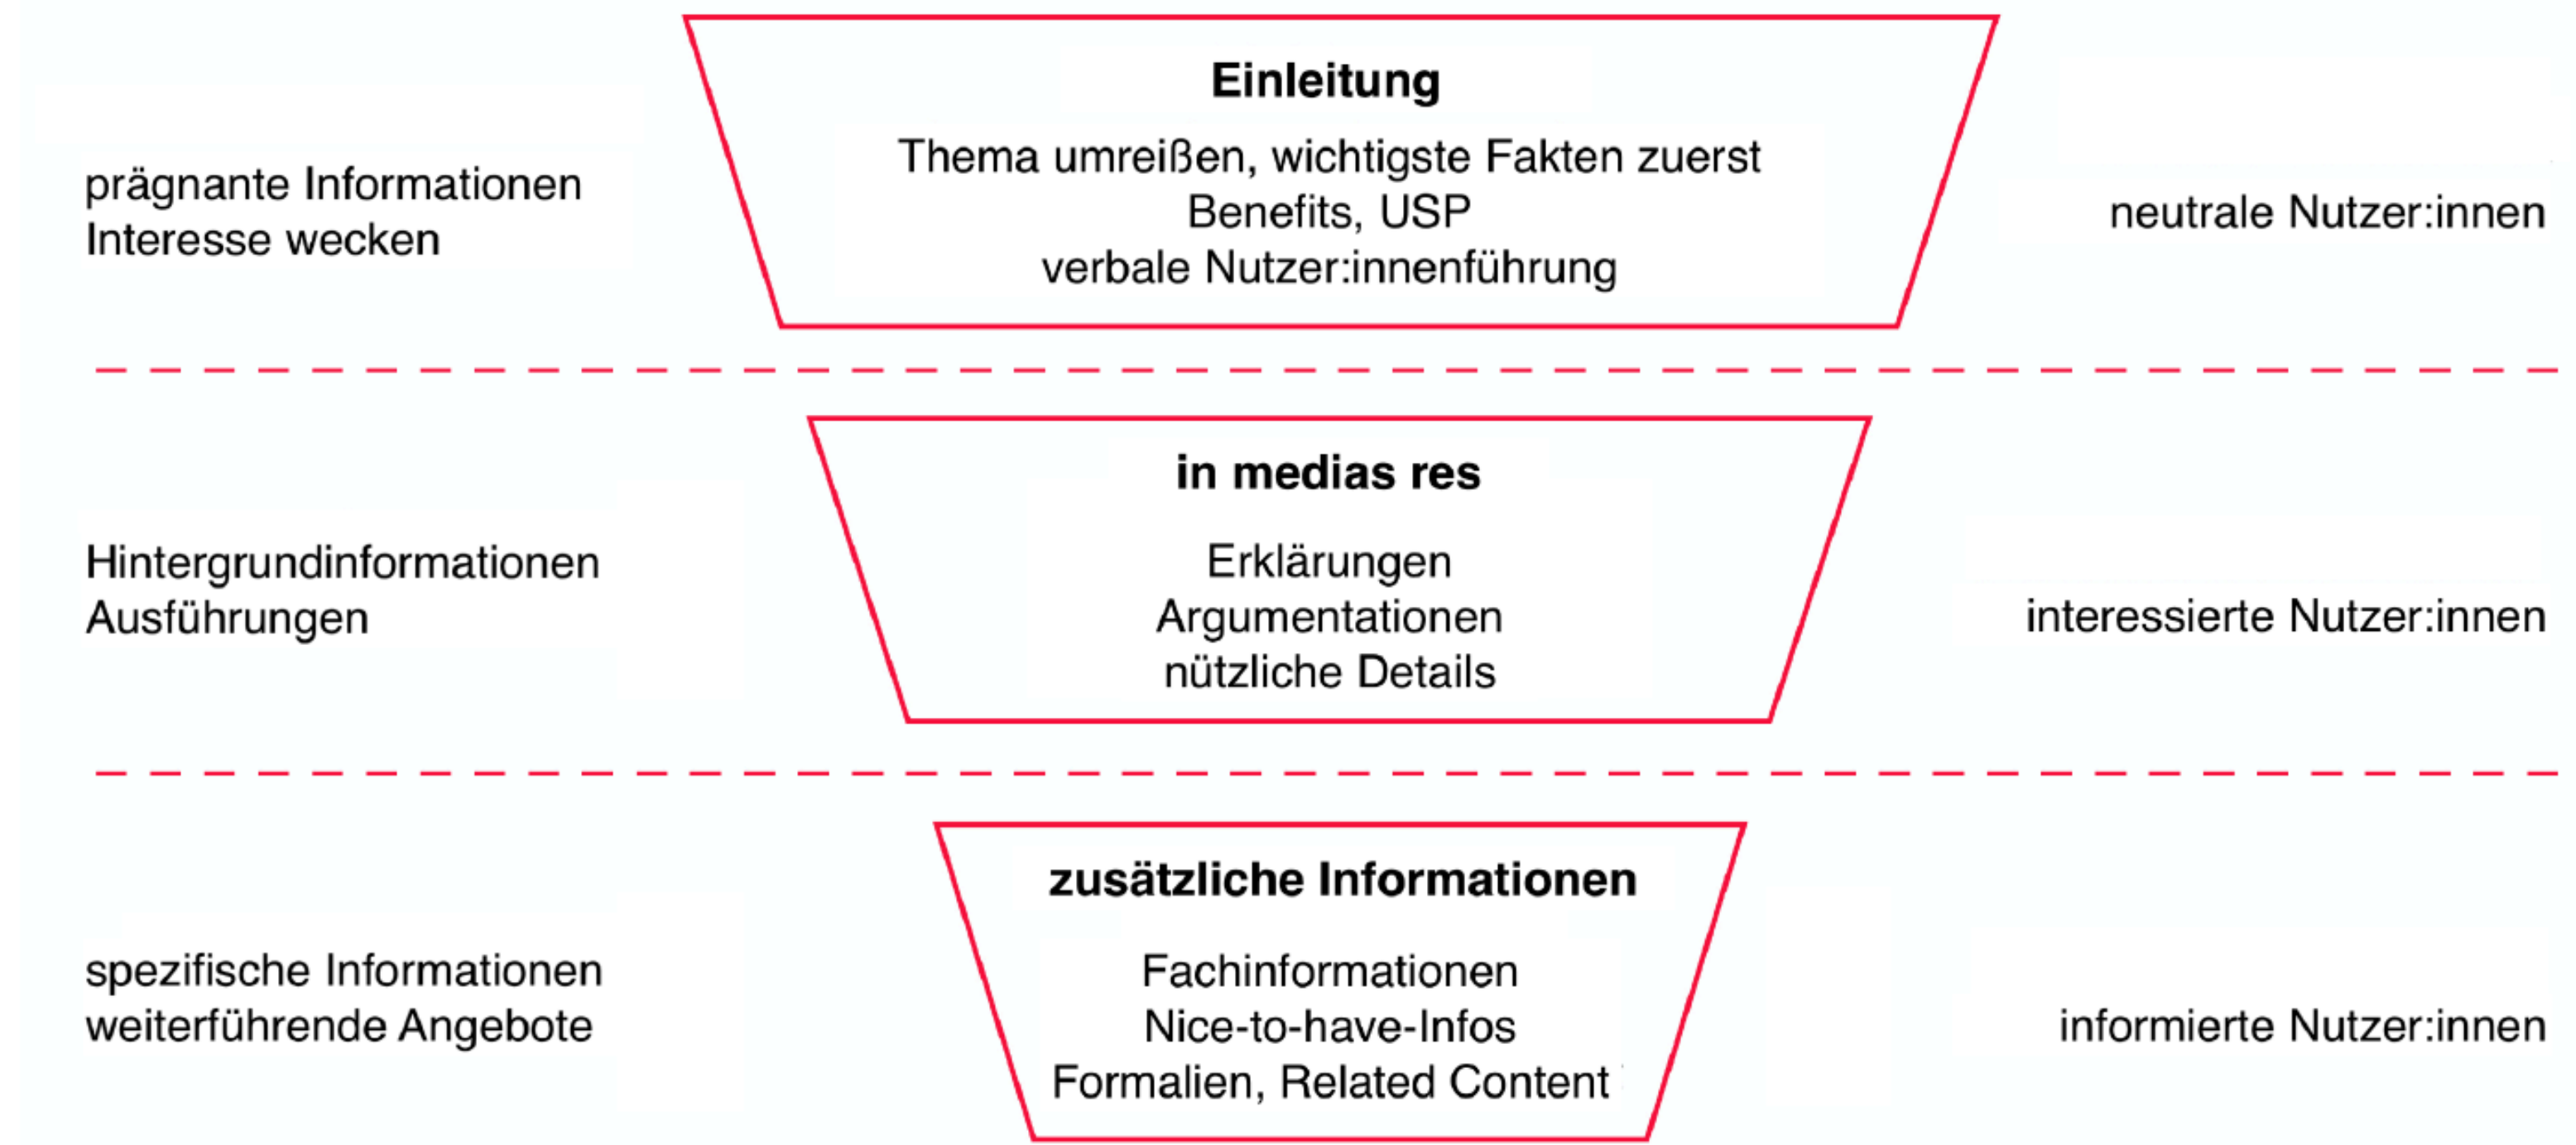 Einleitung
Thema umreißen, wichtigste Fakten zuerst
Benefits, USP
verbale Nutzer:innenführung
prägnante Informationen
Interesse wecken
neutrale Nutzer:innen
in medias res
Erklärungen
Argumentationen
nützliche Details
Hintergrundinformationen
Ausführungen
interessierte Nutzer:innen
zusätzliche Informationen
Fachinformationen
Nice-to-have-Infos
Formalien, Related Content
spezifische Informationen
weiterführende Angebote
informierte Nutzer:innen